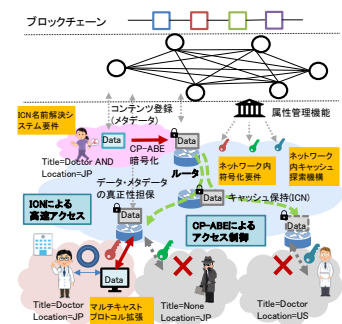 ブロックチェーン
コンテンツ登録
(メタデータ)
属性管理機能
ICN名前解決シ
ステム要件
Data
CP-ABE
暗号化
Data
ルータ
Title=Doctor AND
Location=JP
ネットワーク内
符号化要件
ネットワーク
内キャッシュ
探索機構
データ・メタデータ
の真正性担保
Data
キャッシュ保持(ICN)
ICNによる
高速アクセス
Data
CP-ABEによる
アクセス制御
Data
Data
Title=Doctor
Location=JP
マルチキャスト
プロトコル拡張
Title=None
Location=JP
Title=Doctor
Location=US